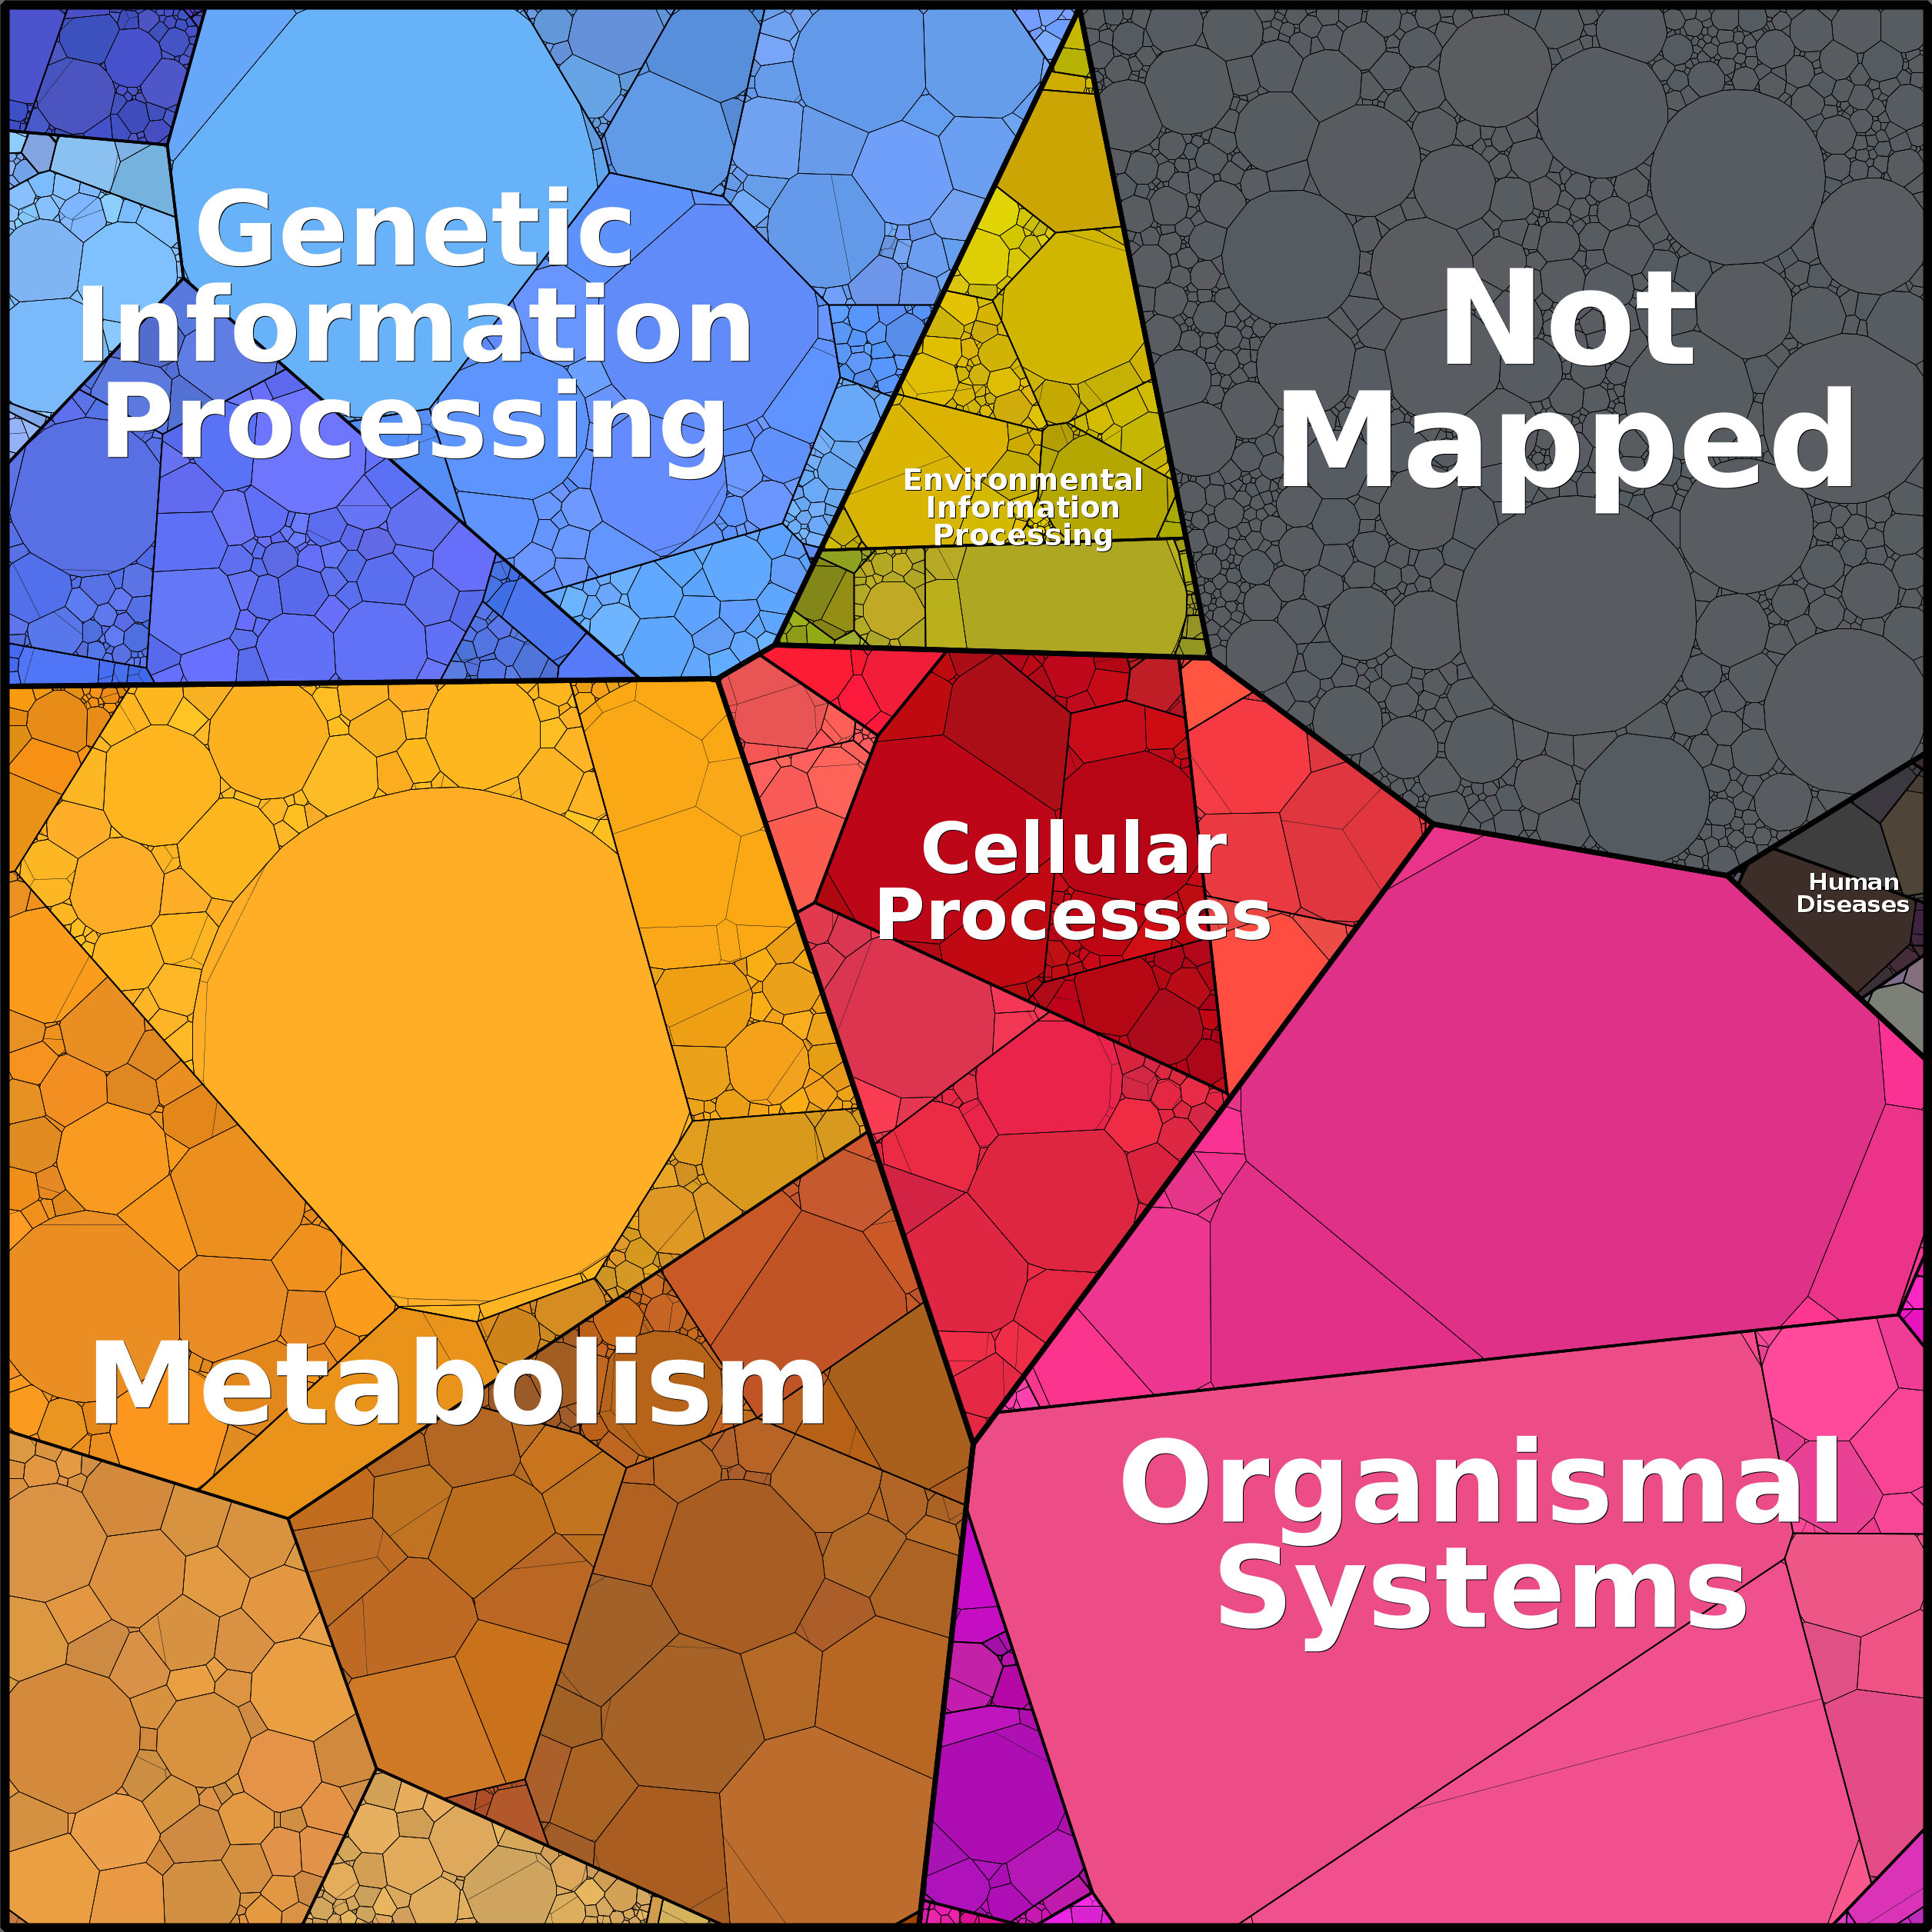 Genetic
Information
Processing
Not
Mapped
Environmental
Information
Processing
Cellular
Processes
Human
Diseases
Metabolism
Organismal
Systems